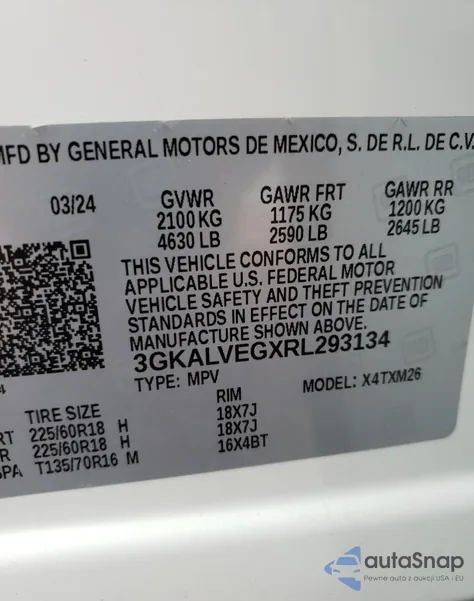 MFD BY GENERAL MOTORS DE MEXICO, S. DE R.L. DE C.V.
03/24 GVWR GAWR FRT GAWR RR
2100 KG 1175 KG 1200 KG
4630 LB 2590 LB 2645 LB
THIS VEHICLE CONFORMS TO ALL
APPLICABLE U.S. FEDERAL MOTOR
VEHICLE SAFETY AND THEFT PREVENTION
STANDARDS IN EFFECT ON THE DATE OF
MANUFACTURE SHOWN ABOVE.
3GKALVEGXRL293134
TYPE: MPV MODEL: X4TXM26
TIRE SIZE RIM
RT 225/60R18 H 18X7J
R 225/60R18 H 18X7J
SPA T135/70R16 M 16X4BT
autoSnap
Pewne auto z aukcji USA - EU